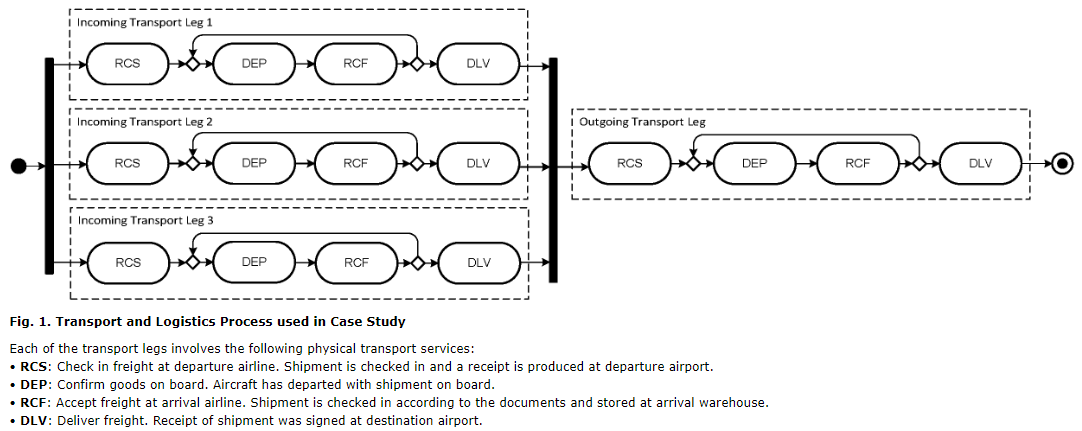 Incoming Transport Leg 1
RCS DEP RCF DLV
Incoming Transport Leg 2
Outgoing Transport Leg
RCS DEP RCF DLV
RCS DEP RCF DLV
Incoming Transport Leg 3
RCS DEP RCF DLV
Fig. 1. Transport and Logistics Process used in Case Study
Each of the transport legs involves the following physical transport services:
• RCS: Check in freight at departure airline. Shipment is checked in and a receipt is produced at departure airport.
• DEP: Confirm goods on board. Aircraft has departed with shipment on board.
• RCF: Accept freight at arrival airline. Shipment is checked in according to the documents and stored at arrival warehouse.
• DLV: Deliver freight. Receipt of shipment was signed at destination airport.